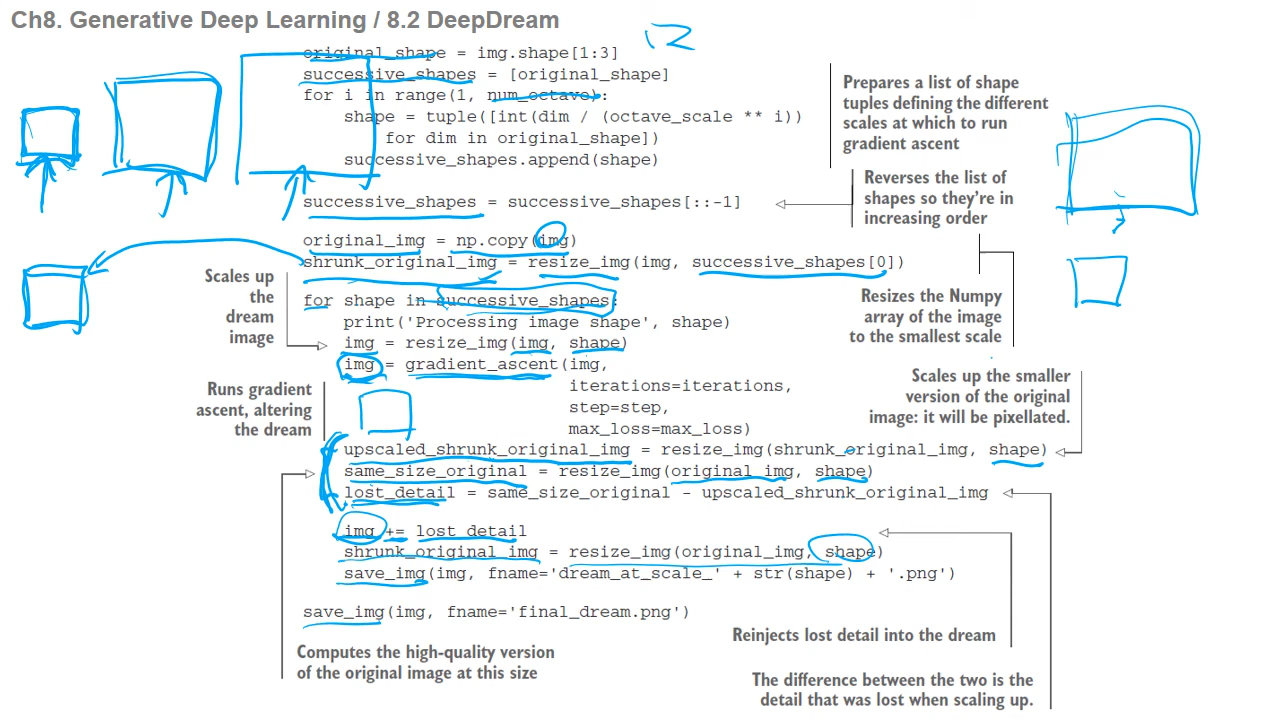 Ch8. Generative Deep Learning / 8.2 DeepDream
original_shape = img.shape[1:3]
successive_shapes = [original_shape]
for i in range(1, num_octave):
shape = tuple([int(dim / (octave_scale ** i))
for dim in original_shape])
successive_shapes.append(shape)
Prepares a list of shape
tuples defining the different
scales at which to run
gradient ascent
successive_shapes = successive_shapes[::-1]
Reverses the list of
shapes so they're in
increasing order
original_img = np.copy(img)
shrunk_original_img = resize_img(img, successive_shapes[0])
Resizes the Numpy
array of the image
to the smallest scale
for shape in successive_shapes:
print('Processing image shape', shape)
img = resize_img(img, shape)
Scales up
the
dream
image
img = gradient_ascent(img,
iterations=iterations,
step=step,
max_loss=max_loss)
Runs gradient
ascent, altering
the dream
Scales up the smaller
version of the original
image: it will be pixellated.
upscaled_shrunk_original_img = resize_img(shrunk_original_img, shape)
same_size_original = resize_img(original_img, shape)
lost_detail = same_size_original - upscaled_shrunk_original_img
img += lost_detail
shrunk_original_img = resize_img(original_img, shape)
save_img(img, fname='dream_at_scale_' + str(shape) + '.png')
save_img(img, fname='final_dream.png')
Computes the high-quality version
of the original image at this size
Reinjects lost detail into the dream
The difference between the two is the
detail that was lost when scaling up.